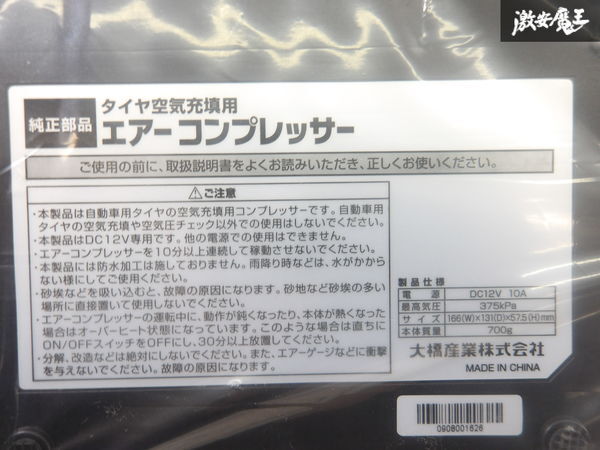 激安魔王
純正部品
タイヤ空気充填用
エアーコンプレッサー
ご使用の前に、取扱説明書をよくお読みいただき、正しくお使いください。
⚠ご注意
・本製品は自動車用タイヤの空気充填用コンプレッサーです。自動車用
タイヤの空気充填や空気圧チェック以外での使用はしないでください。
・本製品はDC12V専用です。他の電源での使用はできません。
・エアーコンプレッサーを10分以上連続して稼動させないでください。
・本製品には防水加工は施しておりません。雨降り時などは、水がかから
ない様にしてご使用ください。
・砂埃などを吸い込むと、故障の原因になります。砂地など砂埃の多い
場所に直接置いて使用しないでください。
・エアーコンプレッサーの運転中に、動作が鈍くなったり、本体が熱くなった
場合はオーバーヒート状態になっています。このような場合は直ちに
ON/OFFスイッチをOFFにし、30分以上放置してください。
・分解、改造などは絶対にしないでください。また、エアーゲージなどに衝撃
を与えないでください。故障の原因になります。
製品仕様
電源 DC12V 10A
最高気圧 375kPa
サイズ 166(W)×131(D)×57.5(H)mm
本体質量 700g
大橋産業株式会社
MADE IN CHINA
0908001626